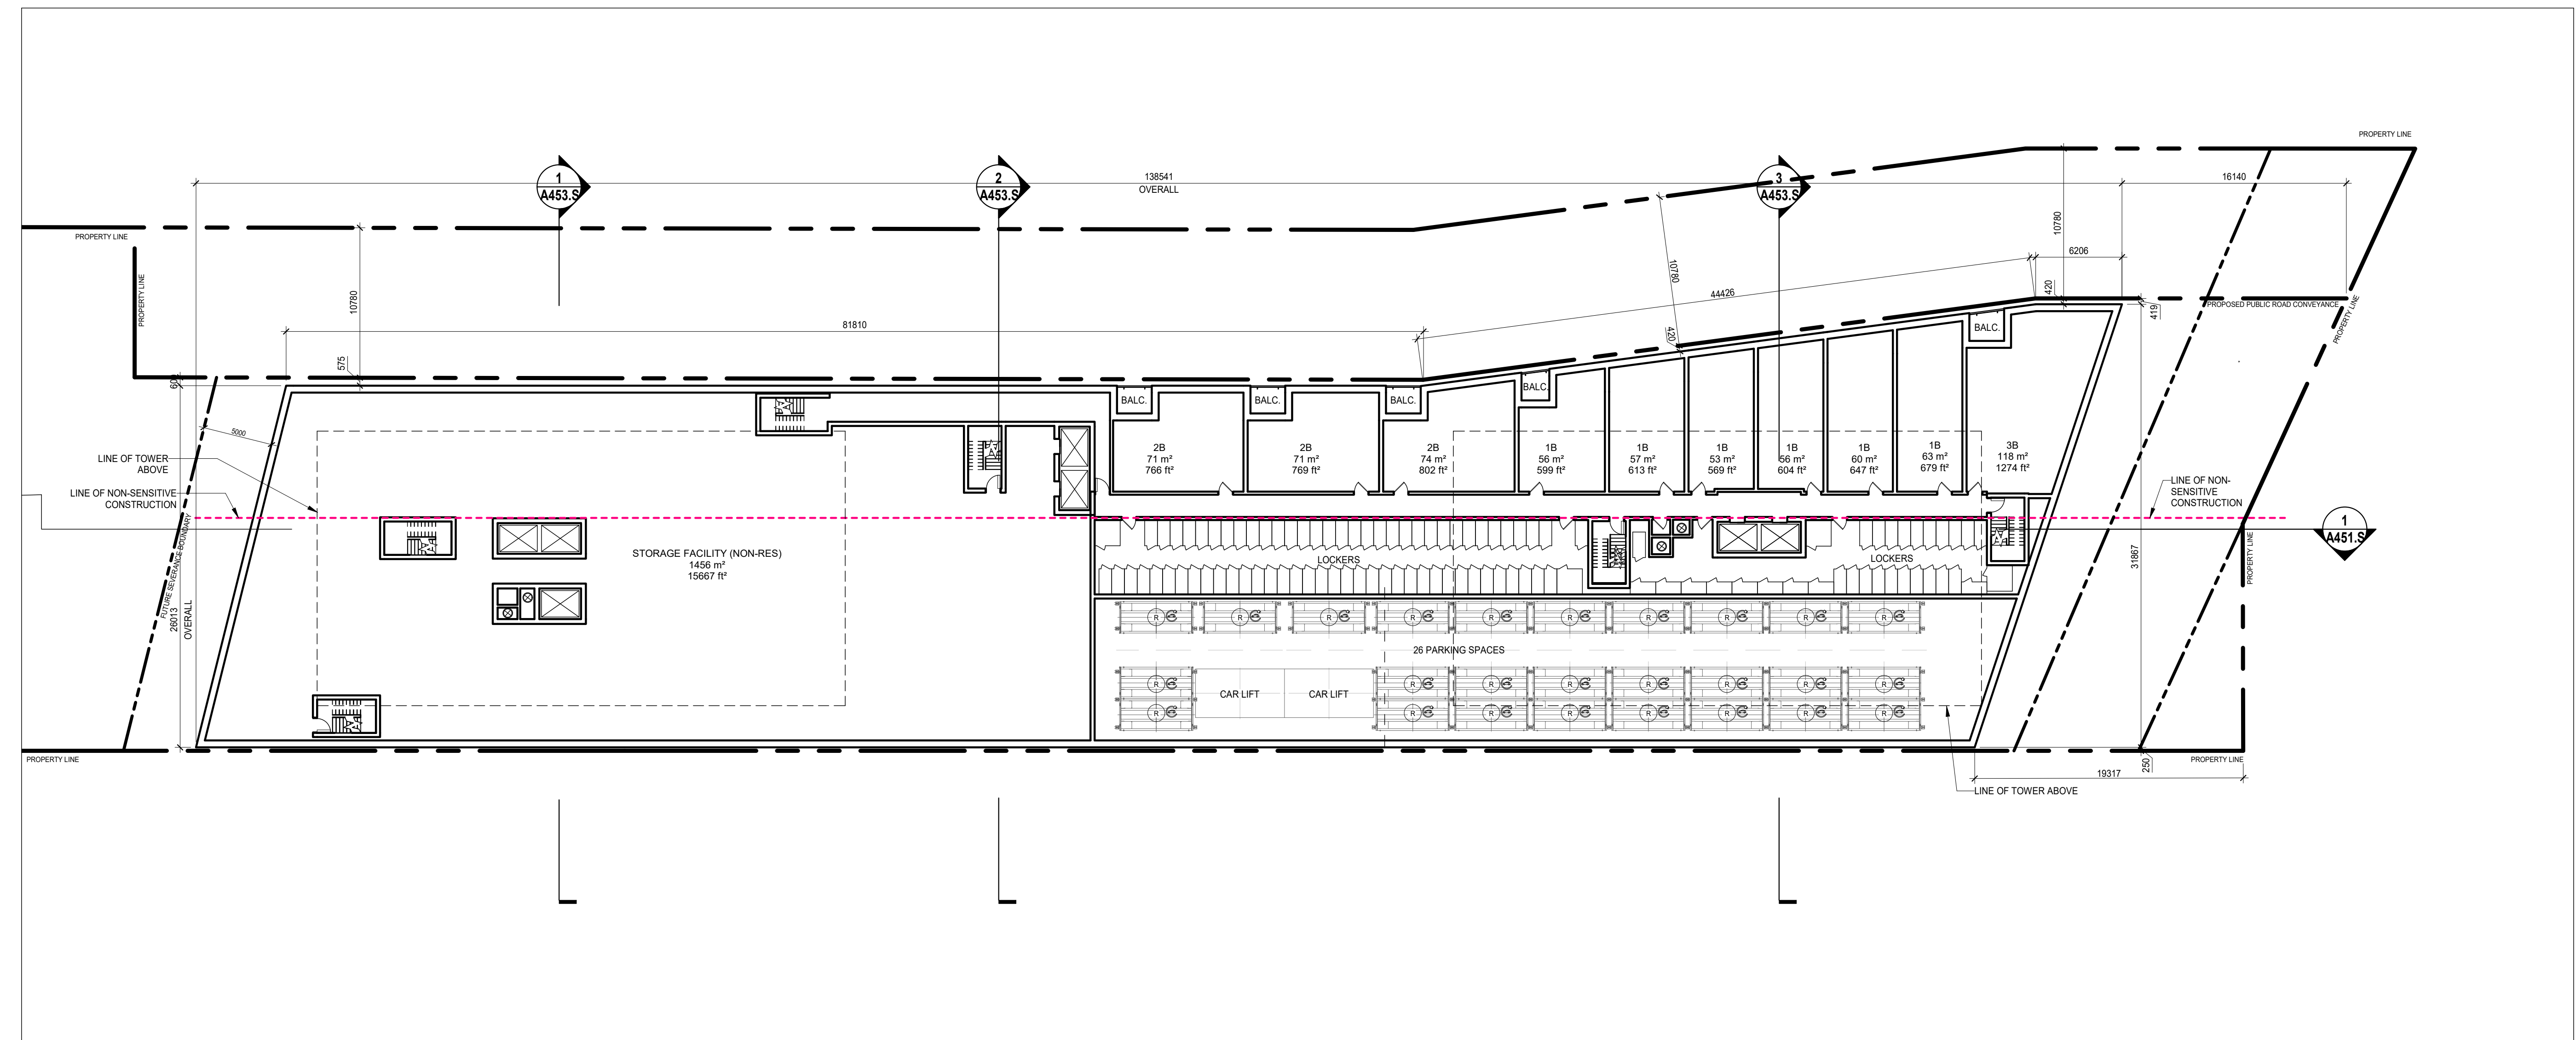 PROPERTY LINE
1
A453.S
2
A453.S
138541
OVERALL
3
A453.S
16140
PROPERTY LINE
PROPERTY LINE
10780
10780
10780
6206
44426
420
420
419
PROPOSED PUBLIC ROAD CONVEYANCE
PROPERTY LINE
81810
575
602
5000
BALC.
BALC.
BALC.
BALC.
BALC.
LINE OF TOWER
ABOVE
LINE OF NON-SENSITIVE
CONSTRUCTION
FUTURE SEVERANCE BOUNDARY
26013
OVERALL
2B
71 m²
766 ft²
2B
71 m²
769 ft²
2B
74 m²
802 ft²
1B
56 m²
599 ft²
1B
57 m²
613 ft²
1B
53 m²
569 ft²
1B
56 m²
604 ft²
1B
60 m²
647 ft²
1B
63 m²
679 ft²
3B
118 m²
1274 ft²
LINE OF NON-
SENSITIVE
CONSTRUCTION
1
A451.S
PROPERTY LINE
31867
STORAGE FACILITY (NON-RES)
1456 m²
15667 ft²
LOCKERS
LOCKERS
R R R R R R R R R R
26 PARKING SPACES
R R R R R R R R
CAR LIFT
CAR LIFT
R R R R R R R R
PROPERTY LINE
PROPERTY LINE
250
19317
LINE OF TOWER ABOVE